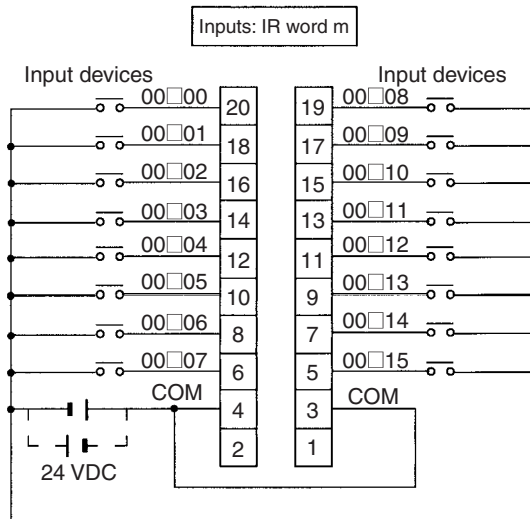 Inputs: IR word m
Input devices Input devices
00□00 20 19 00□08
00□01 18 17 00□09
00□02 16 15 00□10
00□03 14 13 00□11
00□04 12 11 00□12
00□05 10 9 00□13
00□06 8 7 00□14
00□07 6 5 00□15
COM 4 3 COM
2 1
24 VDC